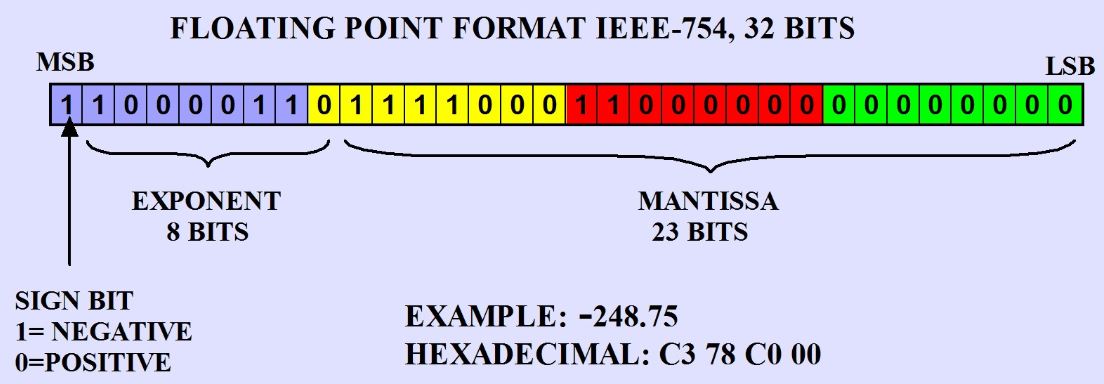 FLOATING POINT FORMAT IEEE-754, 32 BITS
MSB
LSB
1 1 0 0 0 0 1 1 0 1 1 1 1 0 0 0 1 1 0 0 0 0 0 0 0 0 0 0 0 0 0 0
EXPONENT
8 BITS
MANTISSA
23 BITS
SIGN BIT
1= NEGATIVE
0=POSITIVE
EXAMPLE: -248.75
HEXADECIMAL: C3 78 C0 00